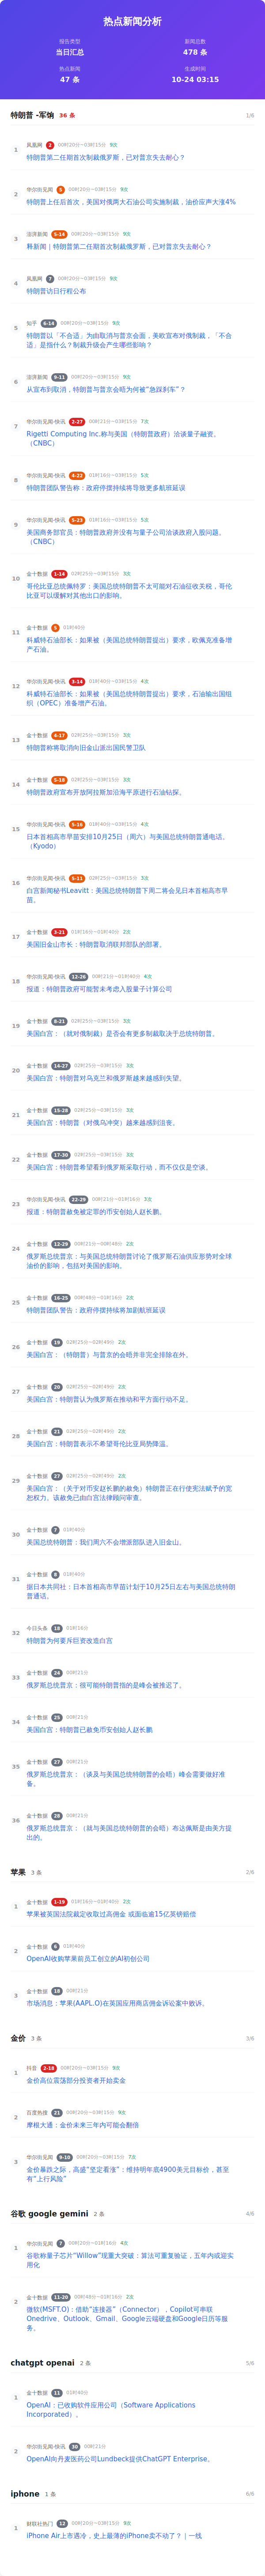 热点新闻分析
报告类型
新闻总数
当日汇总
478 条
热点新闻
生成时间
47 条
10-24 03:15
特朗普 -军饷 36 条 1/6
1
凤凰网 2 00时20分~03时15分 9次
特朗普第二任期首次制裁俄罗斯,已对普京失去耐心?
2
华尔街见闻 5 00时20分~03时15分 9次
特朗普上任后首次,美国对俄两大石油公司实施制裁,油价应声大涨4%
3
澎湃新闻 5-14 00时20分~03时15分 9次
释新闻|特朗普第二任期首次制裁俄罗斯,已对普京失去耐心?
4
凤凰网 7 00时20分~03时15分 9次
特朗普访日行程公布
5
知乎 6-14 00时20分~03时15分 9次
特朗普以「不合适」为由取消与普京会面,美欧宣布对俄制裁,「不合
适」是指什么?制裁升级会产生哪些影响?
6
澎湃新闻 9-11 00时20分~03时15分 9次
从宣布到取消,特朗普与普京会晤为何被“急踩刹车”?
7
华尔街见闻-快讯 2-27 00时21分~03时15分 7次
Rigetti Computing Inc.称与美国(特朗普政府)洽谈量子融资。
(CNBC)
8
华尔街见闻-快讯 4-22 01时16分~03时15分 5次
特朗普团队警告称:政府停摆持续将导致更多航班延误
9
华尔街见闻-快讯 5-23 01时16分~03时15分 5次
美国商务部官员:特朗普政府并没有与量子公司洽谈政府入股问题。
(CNBC)
10
金十数据 1-14 02时25分~03时15分 3次
哥伦比亚总统佩特罗:美国总统特朗普不太可能对石油征收关税,哥伦
比亚可以缓解对其他出口的影响。
11
金十数据 5 01时40分
科威特石油部长:如果被(美国总统特朗普提出)要求,欧佩克准备增
产石油。
12
华尔街见闻-快讯 3-14 01时40分~03时15分 4次
科威特石油部长:如果被(美国总统特朗普提出)要求,石油输出国组
织(OPEC)准备增产石油。
13
金十数据 4-17 02时25分~03时15分 3次
特朗普称将取消向旧金山派出国民警卫队
14
金十数据 5-18 02时25分~03时15分 3次
特朗普政府宣布开放阿拉斯加沿海平原进行石油钻探。
15
华尔街见闻-快讯 5-16 01时40分~03时15分 4次
日本首相高市早苗安排10月25日(周六)与美国总统特朗普通电话。
(Kyodo)
16
华尔街见闻-快讯 5-11 02时25分~03时15分 3次
白宫新闻秘书Leavitt:美国总统特朗普下周二将会见日本首相高市早
苗。
17
金十数据 3-21 01时16分~01时40分 2次
美国旧金山市长:特朗普取消联邦部队的部署。
18
华尔街见闻-快讯 12-26 00时21分~01时40分 4次
报道:特朗普政府可能暂未考虑入股量子计算公司
19
金十数据 8-21 02时25分~03时15分 3次
美国白宫:(就对俄制裁)是否会有更多制裁取决于总统特朗普。
20
金十数据 14-27 02时25分~03时15分 3次
美国白宫:特朗普对乌克兰和俄罗斯越来越感到失望。
21
金十数据 15-28 02时25分~03时15分 3次
美国白宫:特朗普(对俄乌冲突)越来越感到沮丧。
22
金十数据 17-30 02时25分~03时15分 3次
美国白宫:特朗普希望看到俄罗斯采取行动,而不仅仅是空谈。
23
华尔街见闻-快讯 22-29 00时21分~01时16分 3次
报道:特朗普赦免被定罪的币安创始人赵长鹏。
24
金十数据 12-29 00时21分~00时48分 2次
俄罗斯总统普京:与美国总统特朗普讨论了俄罗斯石油供应形势对全球
油价的影响,包括对美国的影响。
25
金十数据 16-25 00时48分~01时16分 2次
特朗普团队警告:政府停摆持续将加剧航班延误
26
金十数据 19 02时25分~02时49分 2次
美国白宫:(特朗普)与普京的会晤并非完全排除在外。
27
金十数据 20 02时25分~02时49分 2次
美国白宫:特朗普认为俄罗斯在推动和平方面行动不足。
28
金十数据 21 02时25分~02时49分 2次
美国白宫:特朗普表示不希望哥伦比亚局势降温。
29
金十数据 27 02时25分~02时49分 2次
美国白宫:(关于对币安赵长鹏的赦免)特朗普正在行使宪法赋予的宽
恕权力。该赦免已由白宫法律顾问审查。
30
金十数据 7 01时40分
美国总统特朗普:我们周六不会增派部队进入旧金山。
31
金十数据 8 01时40分
据日本共同社:日本首相高市早苗计划于10月25日左右与美国总统特朗
普通话。
32
今日头条 18 01时16分
特朗普为何要斥巨资改造白宫
33
金十数据 24 00时21分
俄罗斯总统普京:很可能特朗普指的是峰会被推迟了。
34
金十数据 25 00时21分
美国白宫:特朗普已赦免币安创始人赵长鹏
35
金十数据 27 00时21分
俄罗斯总统普京:(谈及与美国总统特朗普的会晤)峰会需要做好准
备。
36
金十数据 29 00时21分
俄罗斯总统普京:(就与美国总统特朗普的会晤)布达佩斯是由美方提
出的。
苹果 3 条 2/6
1
金十数据 1-19 01时16分~01时40分 2次
苹果被英国法院裁定收取过高佣金 或面临逾15亿英镑赔偿
2
金十数据 6 01时40分
OpenAI收购苹果前员工创立的AI初创公司
3
金十数据 18 00时21分
市场消息:苹果(AAPL.O)在英国应用商店佣金诉讼案中败诉。
金价 3 条 3/6
1
抖音 2-18 00时20分~03时15分 9次
金价高位震荡部分投资者开始卖金
2
百度热搜 21 00时20分~03时15分 9次
摩根大通:金价未来三年内可能会翻倍
3
华尔街见闻 9-10 00时20分~03时15分 7次
金价暴跌之际,高盛“坚定看涨”:维持明年底4900美元目标价,甚至
有“上行风险”
谷歌 google gemini 2 条 4/6
1
华尔街见闻 7 00时20分~01时16分 4次
谷歌称量子芯片“Willow”现重大突破:算法可重复验证,五年内或迎实
用化
2
金十数据 11-20 00时48分~01时16分 2次
微软(MSFT.O):借助“连接器”(Connector),Copilot可串联
Onedrive、Outlook、Gmail、Google云端硬盘和Google日历等服
务。
chatgpt openai 2 条 5/6
1
金十数据 11 01时40分
OpenAI:已收购软件应用公司(Software Applications
Incorporated)。
2
华尔街见闻-快讯 30 00时21分
OpenAI向丹麦医药公司Lundbeck提供ChatGPT Enterprise。
iphone 1 条 6/6
1
财联社热门 12 00时20分~03时15分 9次
iPhone Air上市遇冷,史上最薄的iPhone卖不动了?|一线